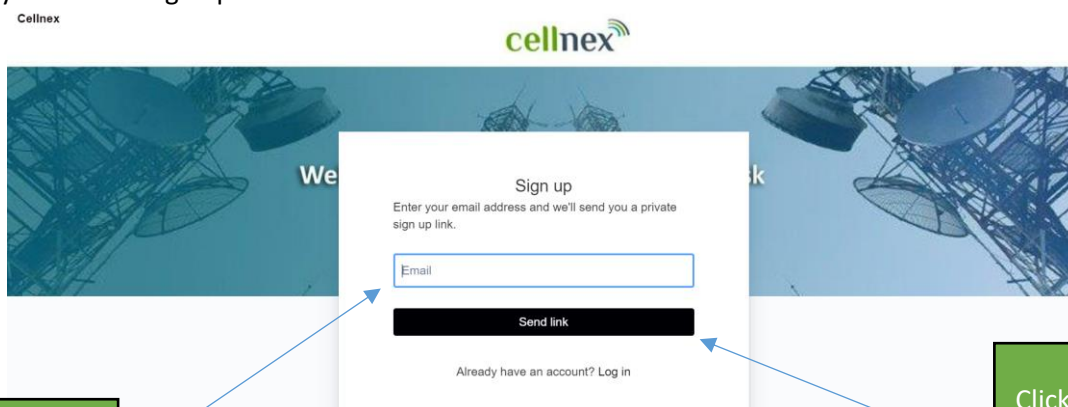 Cellnex
cellnex
We
sk
Sign up
Enter your email address and we'll send you a private
sign up link.
Email
Send link
Already have an account? Log in
Click